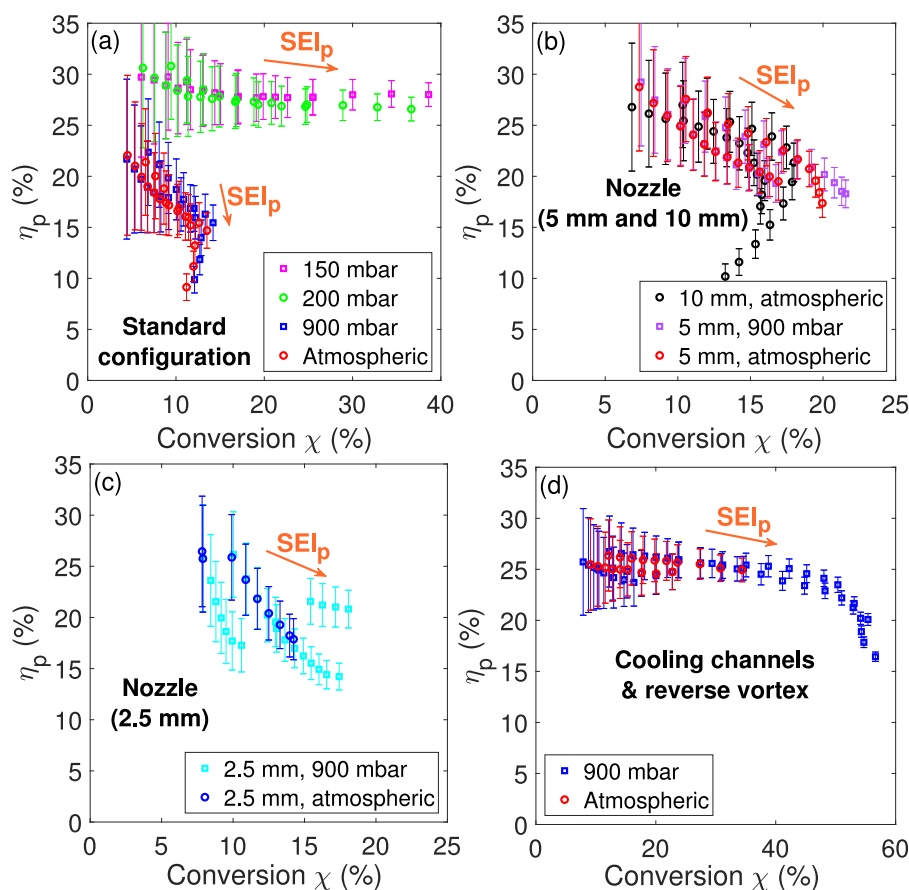 (a)
SEIp
SEIp
ηp (%)
35
30
25
20
15
10
5
0
Standard
configuration
150 mbar
200 mbar
900 mbar
Atmospheric
0 10 20 30 40
Conversion χ (%)
(b)
SEIp
ηp (%)
35
30
25
20
15
10
5
0
Nozzle
(5 mm and 10 mm)
10 mm, atmospheric
5 mm, 900 mbar
5 mm, atmospheric
0 5 10 15 20 25
Conversion χ (%)
(c)
SEIp
ηp (%)
35
30
25
20
15
10
5
0
Nozzle
(2.5 mm)
2.5 mm, 900 mbar
2.5 mm, atmospheric
0 5 10 15 20 25
Conversion χ (%)
(d)
SEIp
ηp (%)
35
30
25
20
15
10
5
0
Cooling channels
& reverse vortex
900 mbar
Atmospheric
0 20 40 60
Conversion χ (%)